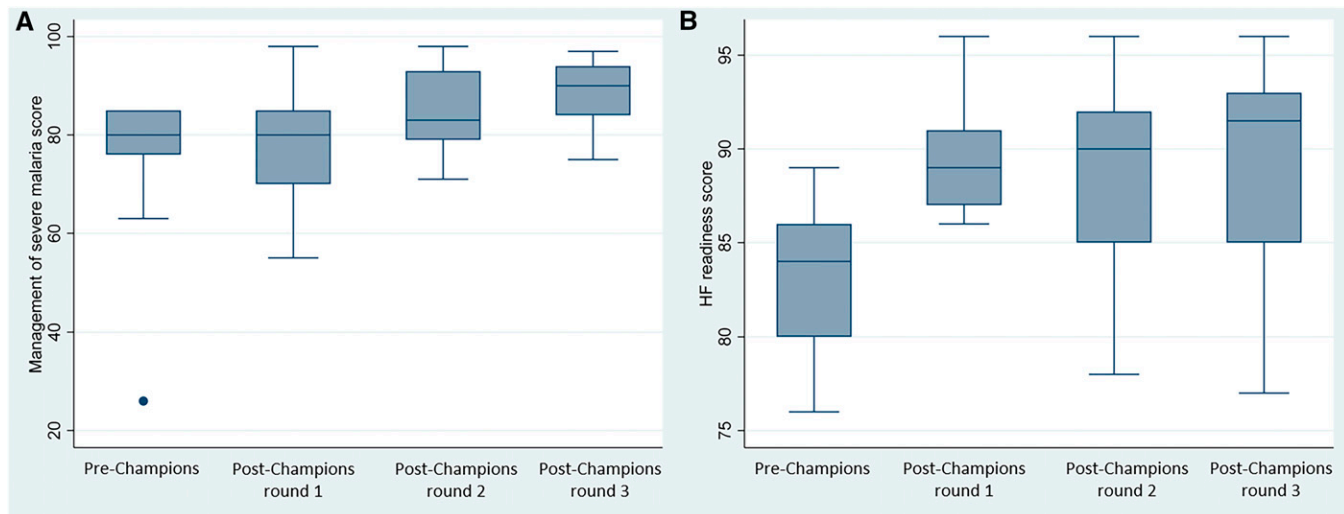 A
Management of severe malaria score
100
80
60
40
20
Pre-Champions
Post-Champions
round 1
Post-Champions
round 2
Post-Champions
round 3
B
HF readiness score
95
90
85
80
75
Pre-Champions
Post-Champions
round 1
Post-Champions
round 2
Post-Champions
round 3